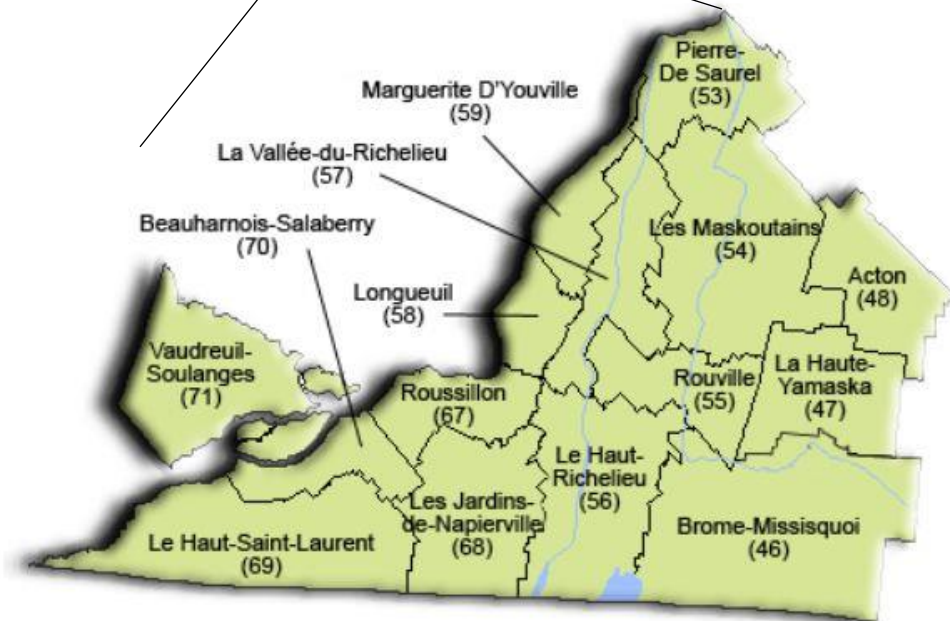 Pierre-
De Saurel
(53)
Marguerite D'Youville
(59)
La Vallée-du-Richelieu
(57)
Les Maskoutains
(54)
Beauharnois-Salaberry
(70)
Acton
(48)
Longueuil
(58)
Vaudreuil-
Soulanges
(71)
Roussillon
(67)
Rouville
(55)
La Haute-
Yamaska
(47)
Le Haut-
Richelieu
(56)
Les Jardins-
de-Napierville
(68)
Brome-Missisquoi
(46)
Le Haut-Saint-Laurent
(69)